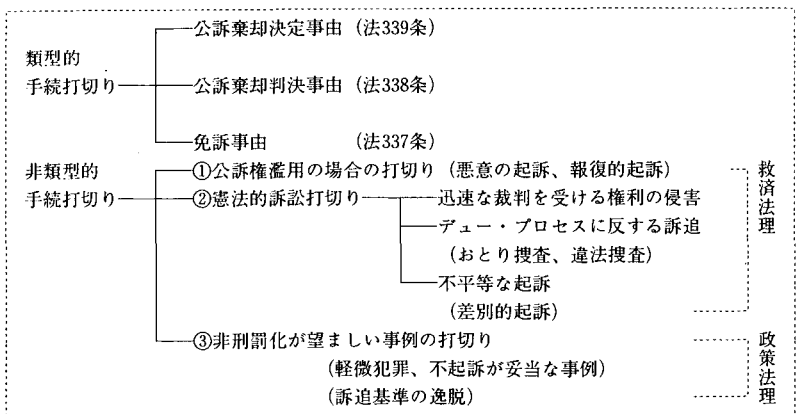 公訴棄却決定事由（法339条）
類型的
手続打切り
公訴棄却判決事由（法338条）
免訴事由（法337条）
非類型的
手続打切り
①公訴権濫用の場合の打切り（悪意の起訴、報復的起訴）
②憲法的訴訟打切り
迅速な裁判を受ける権利の侵害
デュー・プロセスに反する訴追
（おとり捜査、違法捜査）
不平等な起訴
（差別的起訴）
救済法理
③非刑罰化が望ましい事例の打切り
（軽微犯罪、不起訴が妥当な事例）
（訴追基準の逸脱）
政策法理